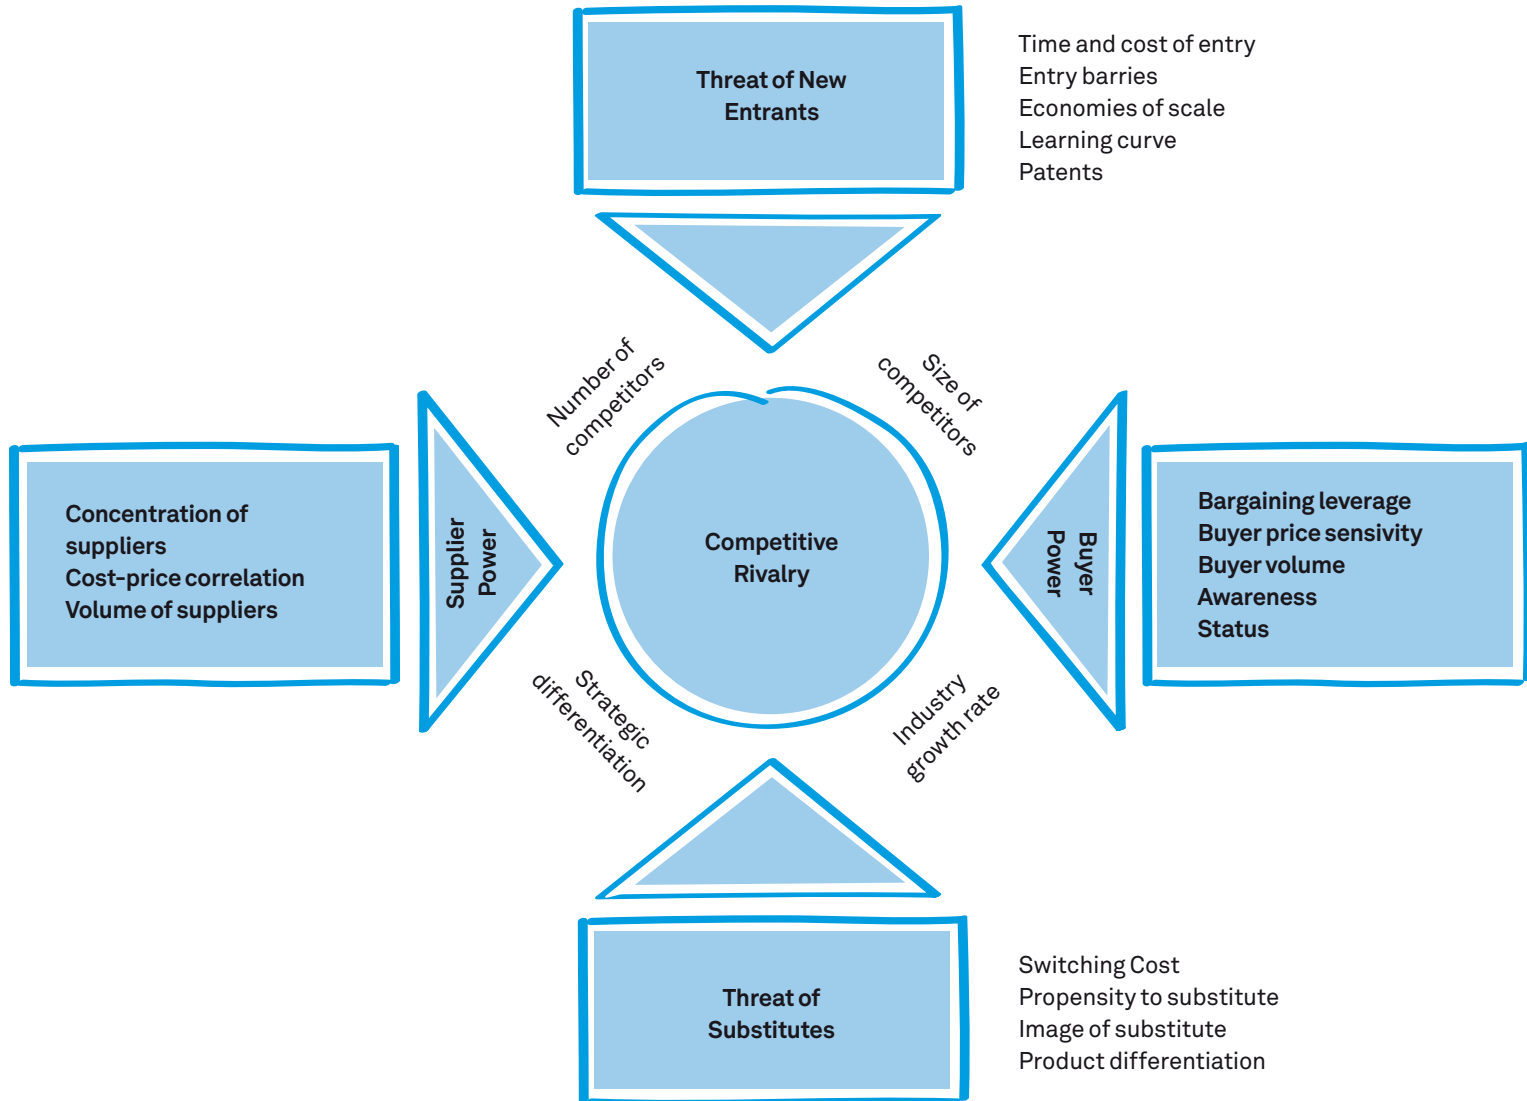 Threat of New
Entrants
Time and cost of entry
Entry barries
Economies of scale
Learning curve
Patents
Number of
competitors
Size of
competitors
Concentration of
suppliers
Cost-price correlation
Volume of suppliers
Supplier
Power
Competitive
Rivalry
Buyer
Power
Bargaining leverage
Buyer price sensivity
Buyer volume
Awareness
Status
Strategic
differentiation
Industry
growth rate
Threat of
Substitutes
Switching Cost
Propensity to substitute
Image of substitute
Product differentiation